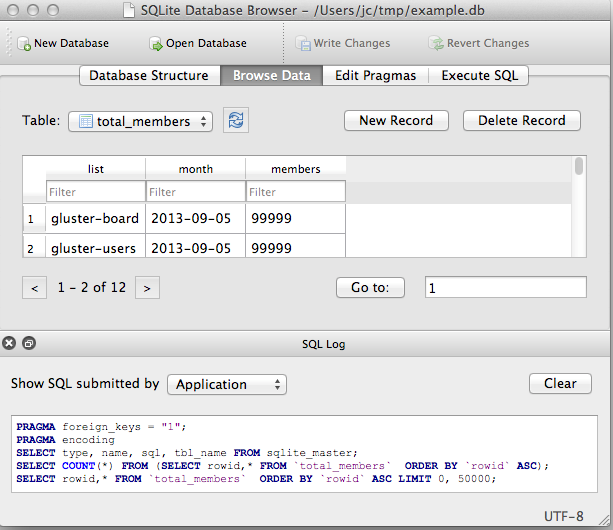 SQLite Database Browser - /Users/jc/tmp/example.db
New Database Open Database Write Changes Revert Changes
Database Structure Browse Data Edit Pragmas Execute SQL
Table: total_members New Record Delete Record
list month members
Filter Filter Filter
1 gluster-board 2013-09-05 99999
2 gluster-users 2013-09-05 99999
< 1 - 2 of 12 > Go to: 1
SQL Log
Show SQL submitted by Application Clear
PRAGMA foreign_keys = "1";
PRAGMA encoding
SELECT type, name, sql, tbl_name FROM sqlite_master;
SELECT COUNT(*) FROM (SELECT rowid,* FROM `total_members`  ORDER BY `rowid` ASC);
SELECT rowid,* FROM `total_members`  ORDER BY `rowid` ASC LIMIT 0, 50000;
UTF-8